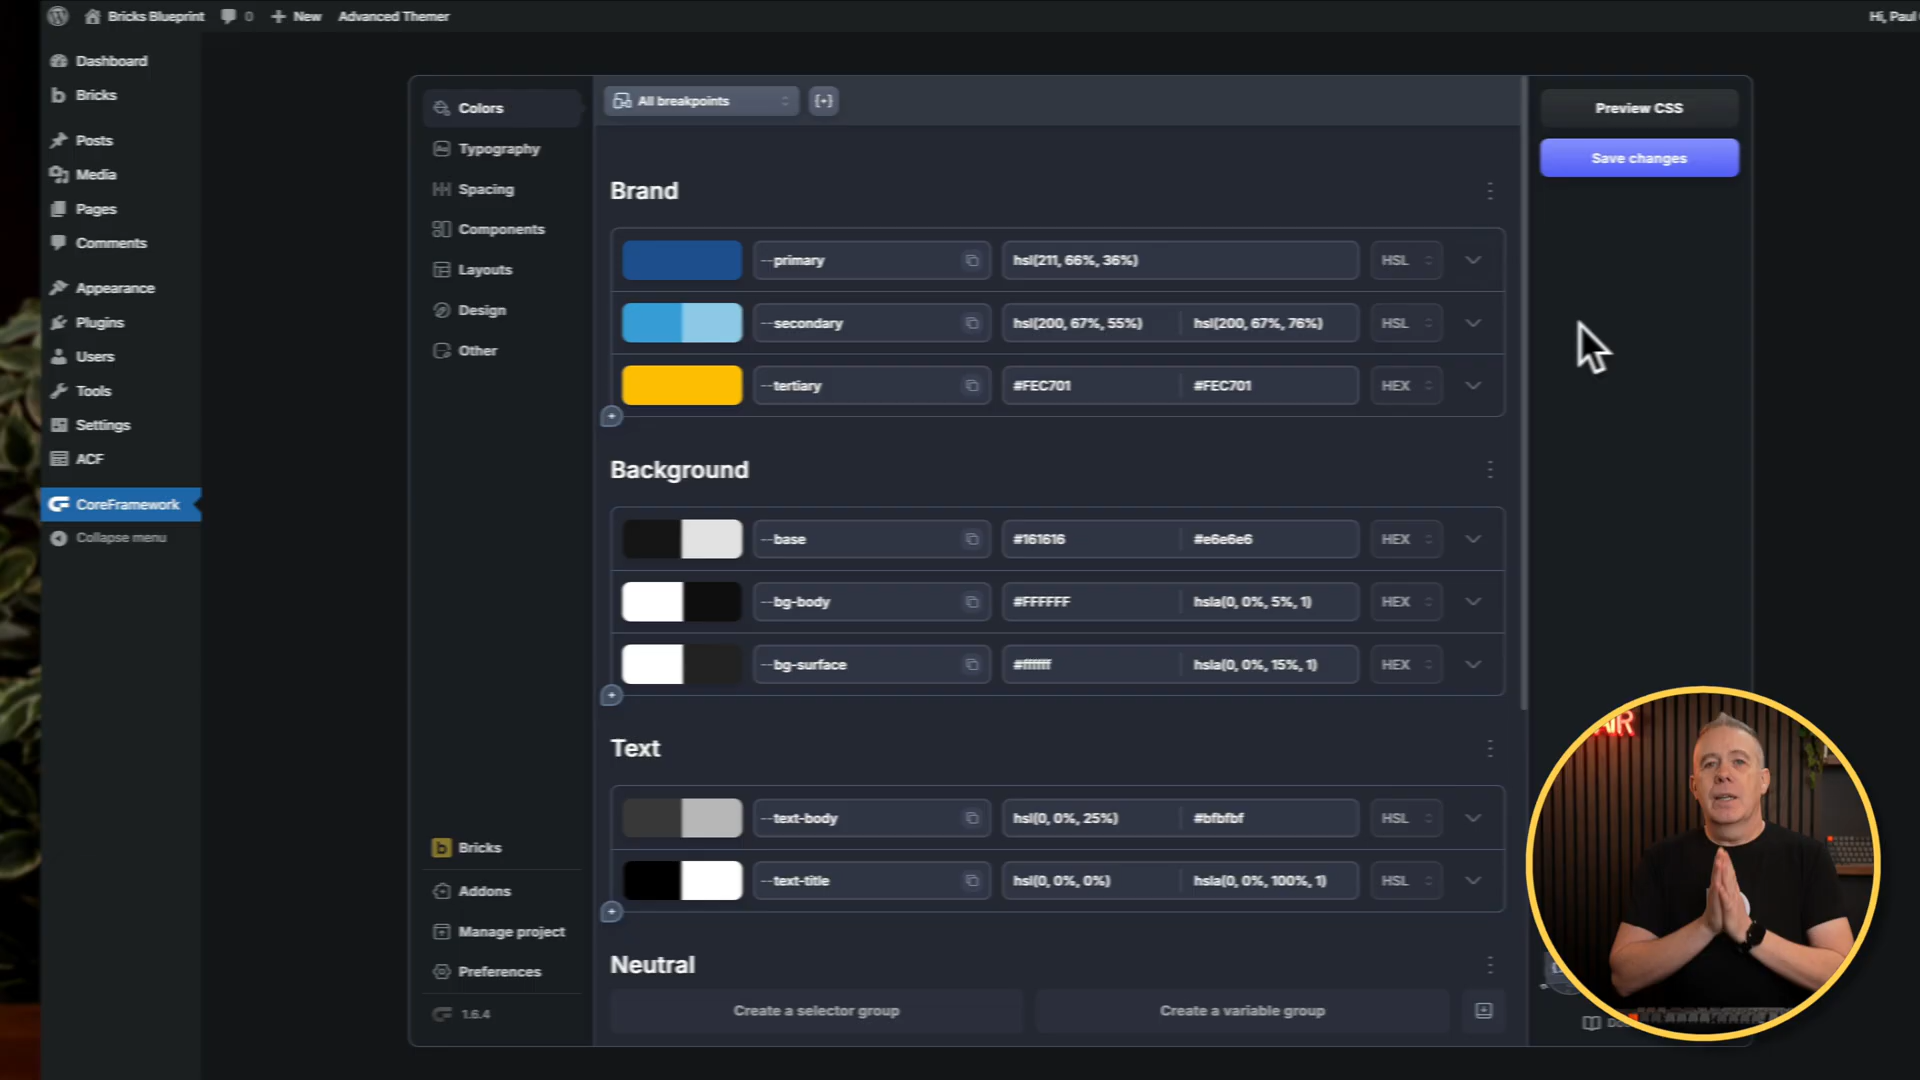 Bricks Blueprint 0 New Advanced Themer Hi, Paul
Dashboard
Bricks
Posts
Media
Pages
Comments
Appearance
Plugins
Users
Tools
Settings
ACF
CoreFramework
Collapse menu
Colors
Typography
Spacing
Components
Layouts
Design
Other
Bricks
Addons
Manage project
Preferences
1.6.4
All breakpoints
Brand
--primary hsl(211, 66%, 36%) HSL
--secondary hsl(200, 67%, 55%) hsl(200, 67%, 76%) HSL
--tertiary #FEC701 #FEC701 HEX
Background
--base #161616 #e6e6e6 HEX
--bg-body #FFFFFF hsla(0, 0%, 5%, 1) HEX
--bg-surface #ffffff hsla(0, 0%, 15%, 1) HEX
Text
--text-body hsl(0, 0%, 25%) #bfbfbf HSL
--text-title hsl(0, 0%, 0%) hsla(0, 0%, 100%, 1) HSL
Neutral
Create a selector group Create a variable group
Preview CSS
Save changes
AIR